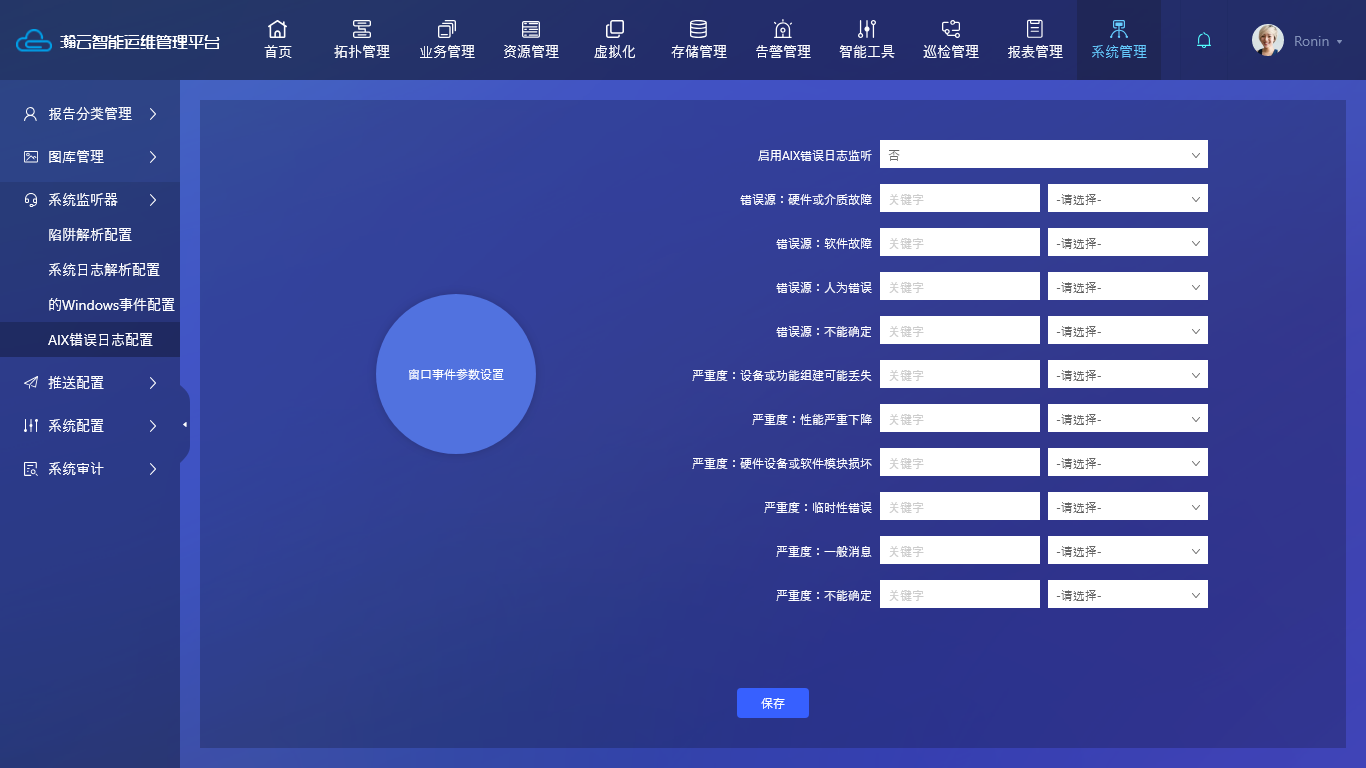 瀚云智能运维管理平台
首页
拓扑管理
业务管理
资源管理
虚拟化
存储管理
告警管理
智能工具
巡检管理
报表管理
系统管理
Ronin
报告分类管理
图库管理
系统监听器
陷阱解析配置
系统日志解析配置
的Windows事件配置
AIX错误日志配置
推送配置
系统配置
系统审计
窗口事件参数设置
启用AIX错误日志监听 否
错误源：硬件或介质故障 关键字 -请选择-
错误源：软件故障 关键字 -请选择-
错误源：人为错误 关键字 -请选择-
错误源：不能确定 关键字 -请选择-
严重度：设备或功能组建可能丢失 关键字 -请选择-
严重度：性能严重下降 关键字 -请选择-
严重度：硬件设备或软件模块损坏 关键字 -请选择-
严重度：临时性错误 关键字 -请选择-
严重度：一般消息 关键字 -请选择-
严重度：不能确定 关键字 -请选择-
保存